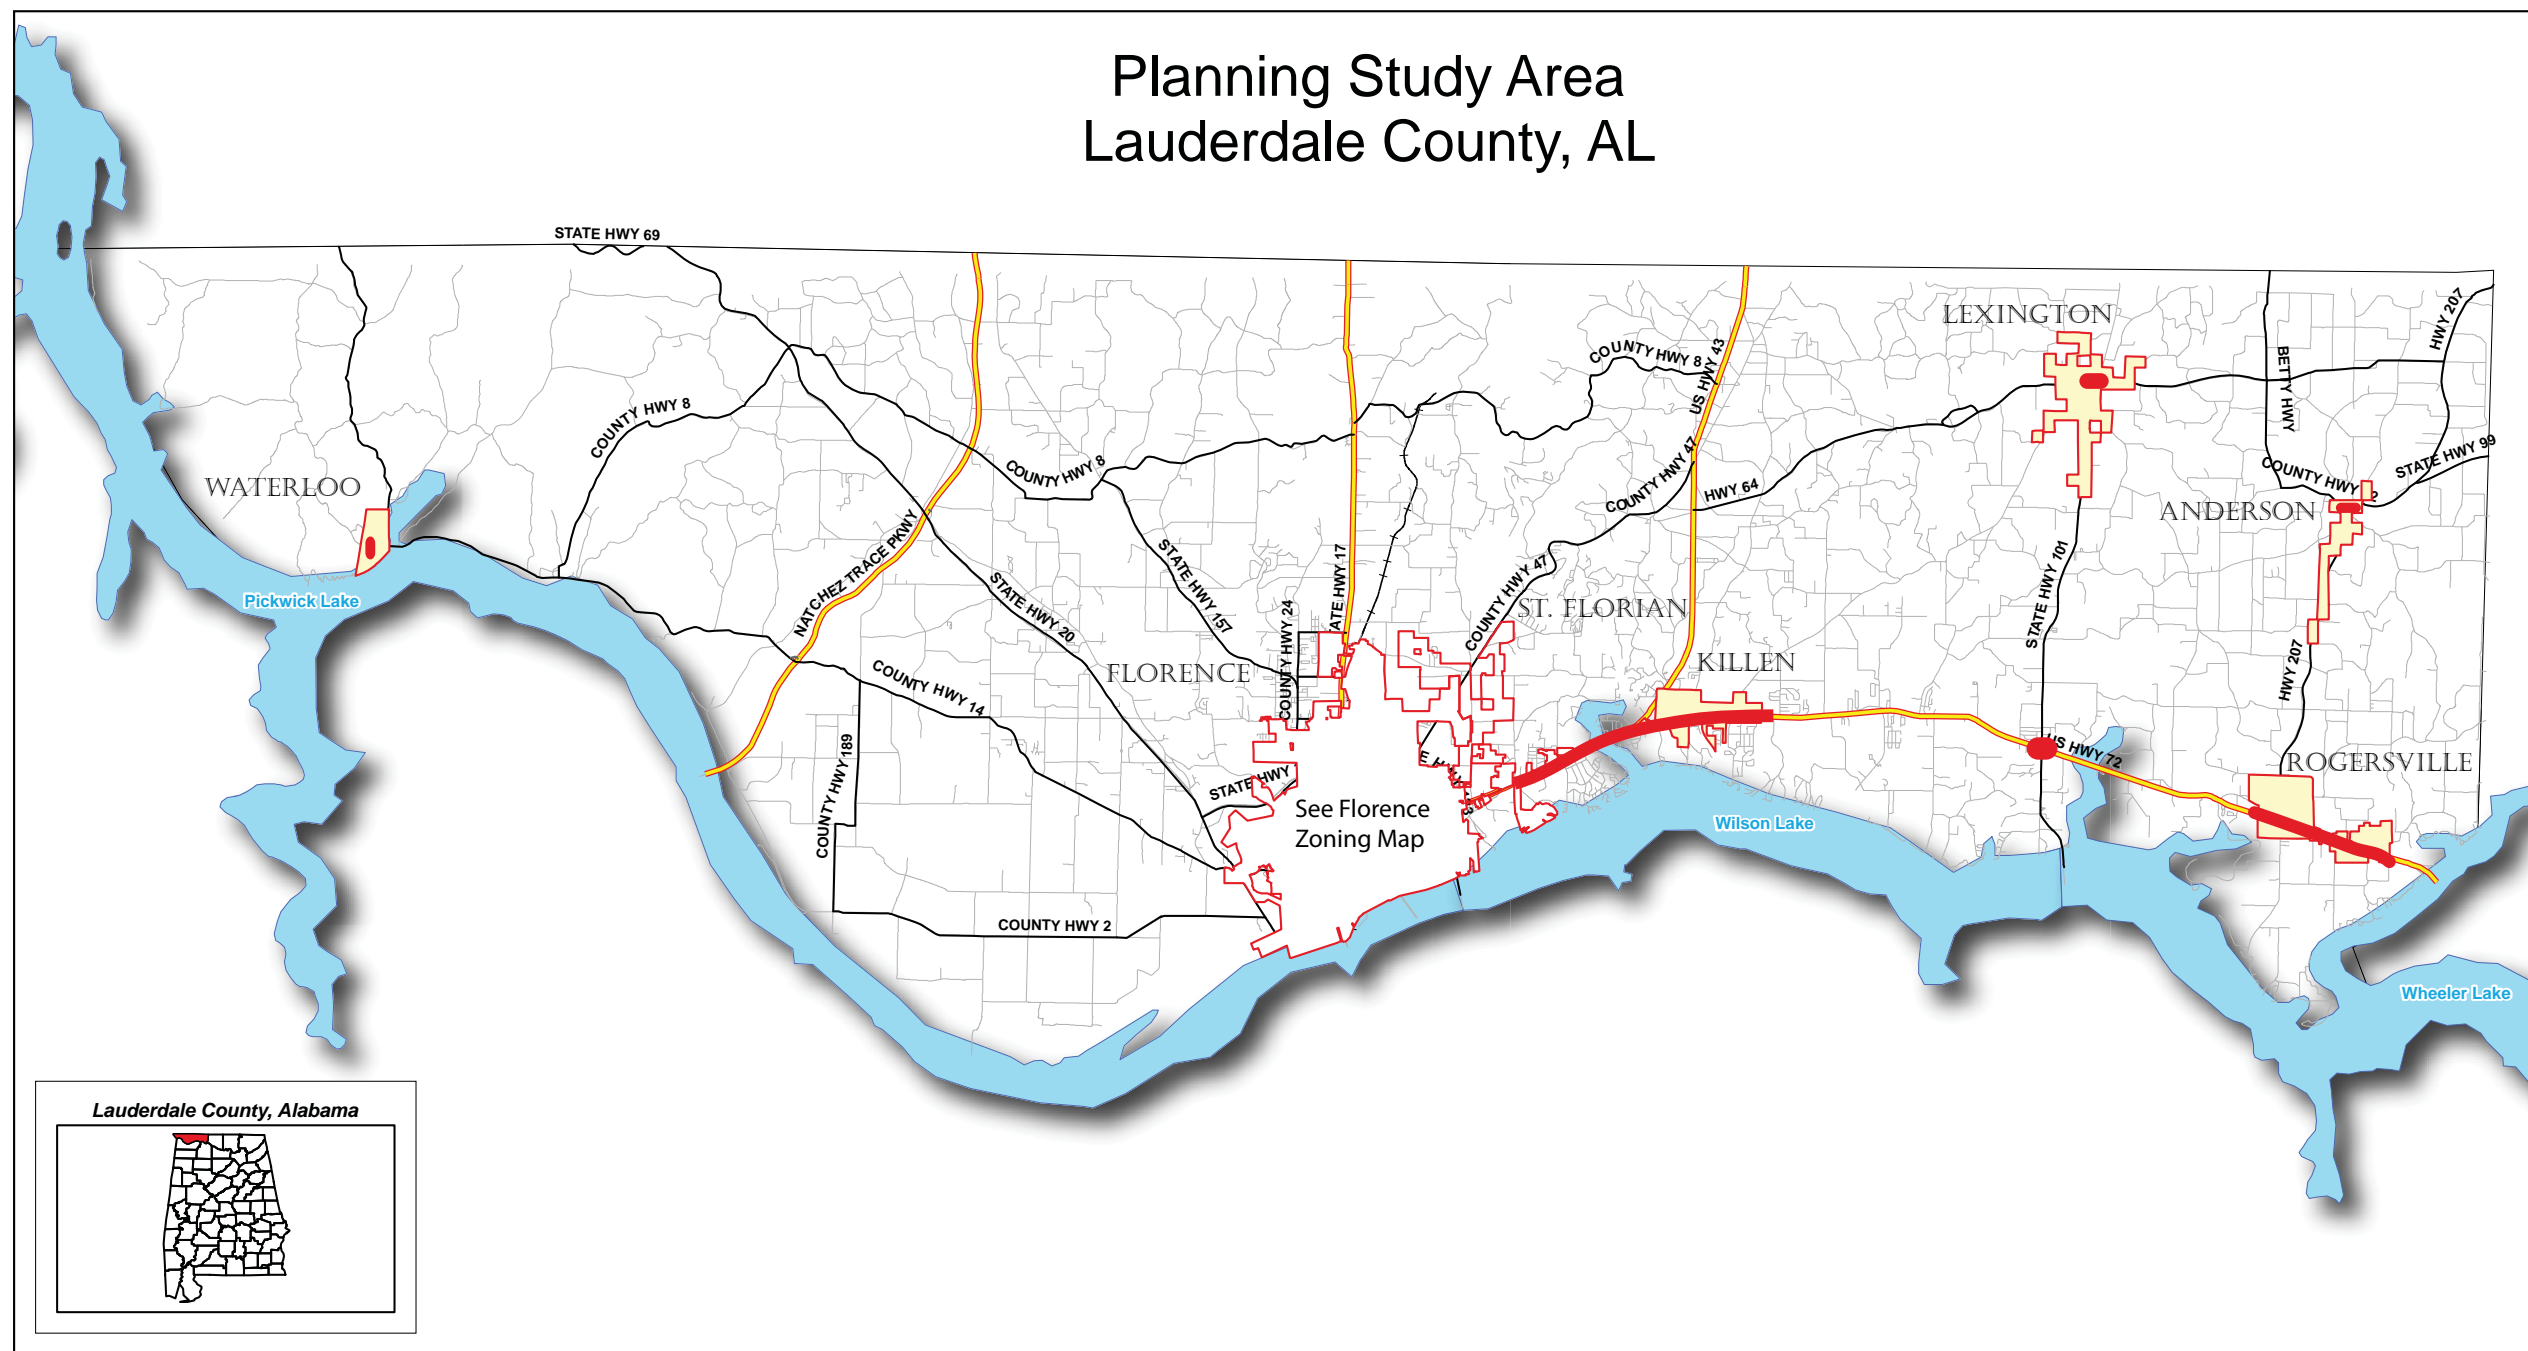 Planning Study Area
Lauderdale County, AL
STATE HWY 69
LEXINGTON
HWY 207
COUNTY HWY 8
US HWY 43
BETTY HWY
COUNTY HWY 8
COUNTY HWY 8
COUNTY HWY 47
HWY 64
COUNTY HWY 2
STATE HWY 99
WATERLOO
ANDERSON
NATCHEZ TRACE PKWY
STATE HWY 157
STATE HWY 20
ATE HWY 17
COUNTY HWY 24
COUNTY HWY 47
ST. FLORIAN
STATE HWY 101
Pickwick Lake
FLORENCE
KILLEN
HWY 207
COUNTY HWY 14
COUNTY HWY 189
STATE HWY
US HWY 72
ROGERSVILLE
See Florence
Zoning Map
Wilson Lake
COUNTY HWY 2
Wheeler Lake
Lauderdale County, Alabama